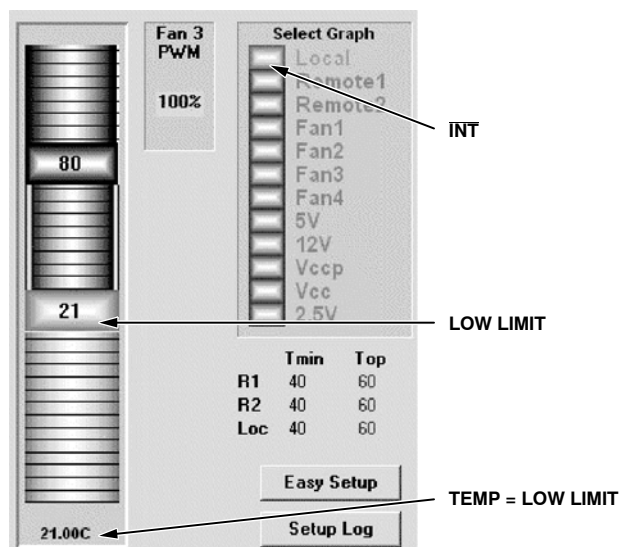 Fan 3
PWM
100%
Select Graph
Local
Remote1
Remote2
Fan1
Fan2
Fan3
Fan4
5V
12V
Vccp
Vcc
2.5V
80
21
21.00C
Tmin Top
R1 40 60
R2 40 60
Loc 40 60
Easy Setup
Setup Log
I̅N̅T̅
LOW LIMIT
TEMP = LOW LIMIT